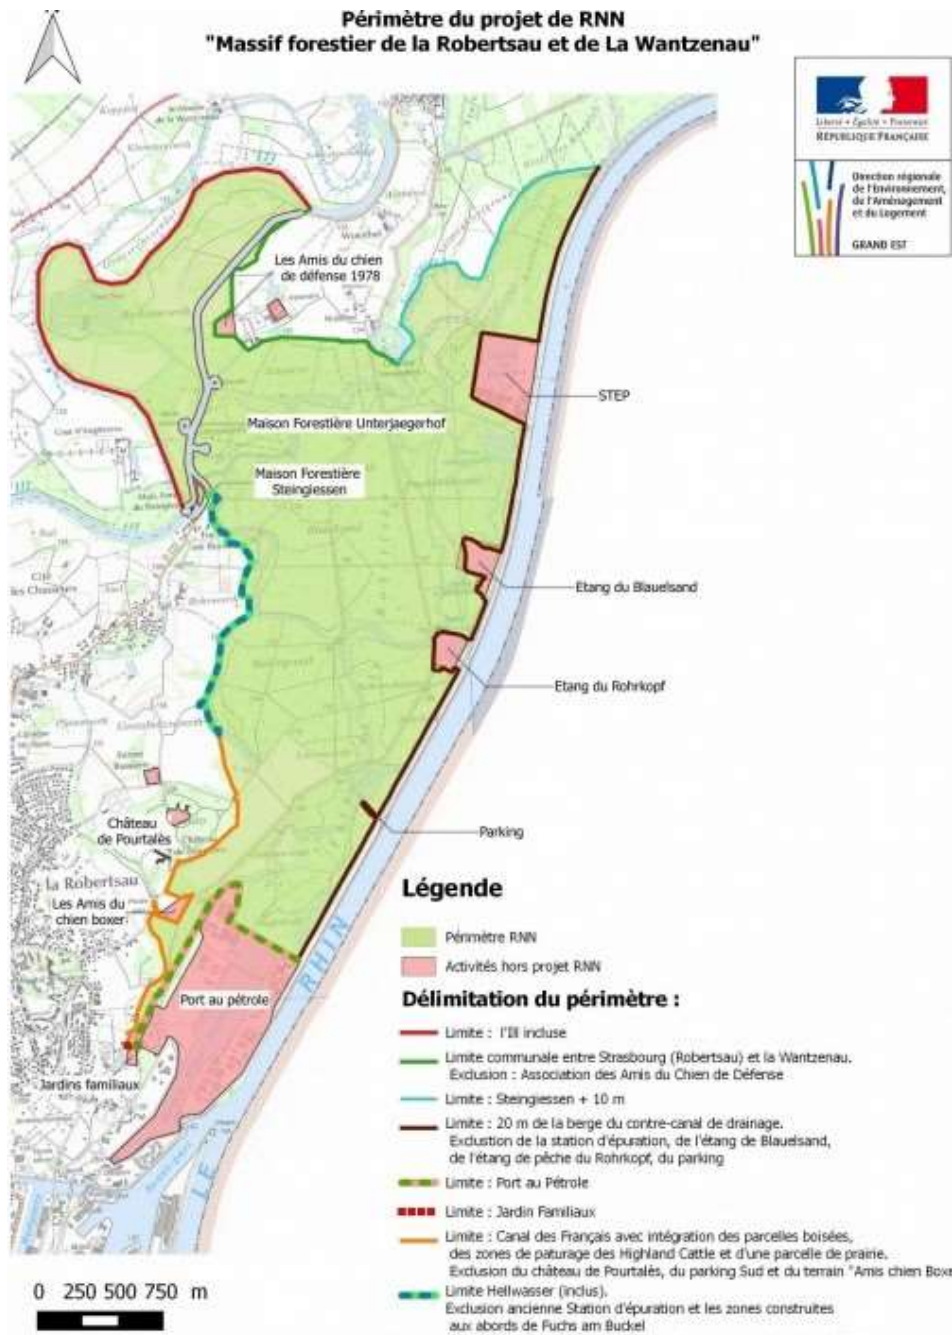 Périmètre du projet de RNN
"Massif forestier de la Robertsau et de La Wantzenau"
Liberté • Égalité • Fraternité
RÉPUBLIQUE FRANÇAISE
Direction régionale
de l'Environnement,
de l'Aménagement
et du Logement
GRAND EST
Les Amis du chien
de défense 1978
STEP
Maison Forestière Unterjaegerhof
Maison Forestière
Steingiessen
Etang du Blauelsand
Etang du Rohrkopf
Château
de Pourtalès
Parking
la Robertsau
Les Amis du
chien boxer
Port au pétrole
Jardins familiaux
LE RHIN
Légende
Périmètre RNN
Activités hors projet RNN
Délimitation du périmètre :
Limite : l'Ill incluse
Limite communale entre Strasbourg (Robertsau) et la Wantzenau.
Exclusion : Association des Amis du Chien de Défense
Limite : Steingiessen + 10 m
Limite : 20 m de la berge du contre-canal de drainage.
Exclustion de la station d'épuration, de l'étang de Blauelsand,
de l'étang de pêche du Rohrkopf, du parking
Limite : Port au Pétrole
Limite : Jardin Familiaux
Limite : Canal des Français avec intégration des parcelles boisées,
des zones de paturage des Highland Cattle et d'une parcelle de prairie.
Exclusion du château de Pourtalès, du parking Sud et du terrain "Amis chien Boxe
Limite Hellwasser (inclus).
Exclusion ancienne Station d'épuration et les zones construites
aux abords de Fuchs am Buckel
0 250 500 750 m